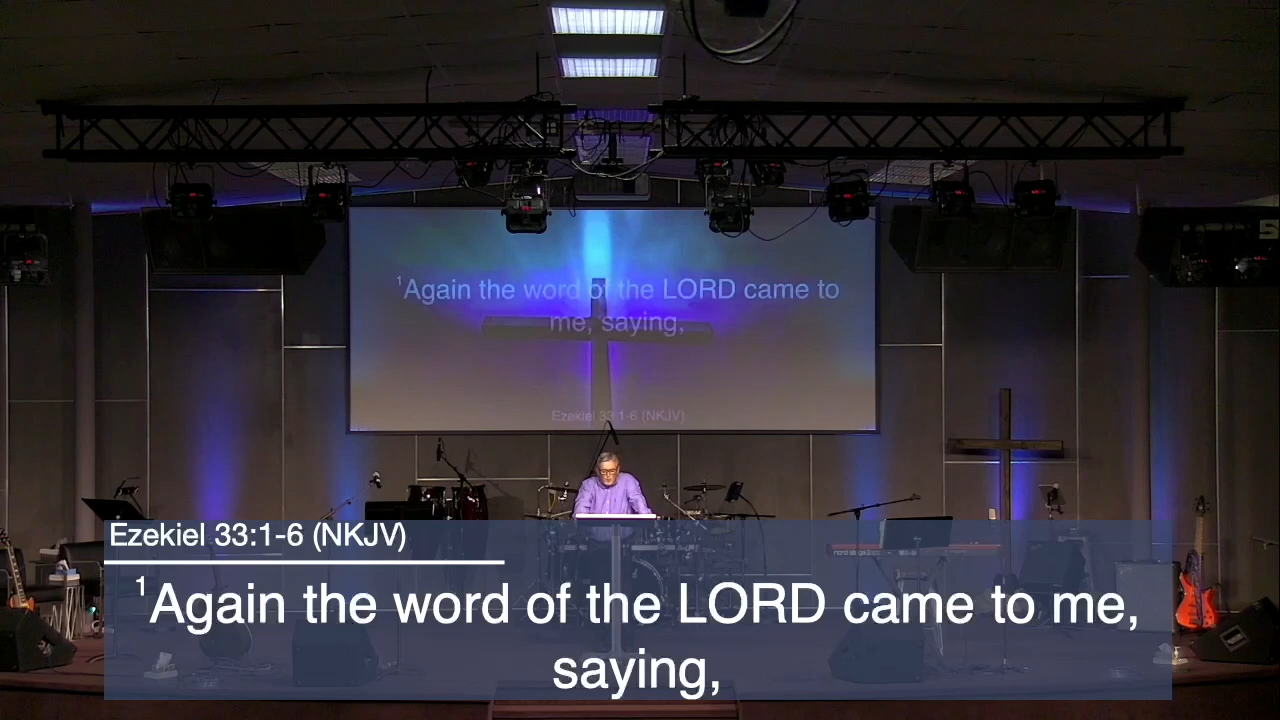 ¹Again the word of the LORD came to
me, saying,
Ezekiel 33:1-6 (NKJV)
Ezekiel 33:1-6 (NKJV)
¹Again the word of the LORD came to me,
saying,